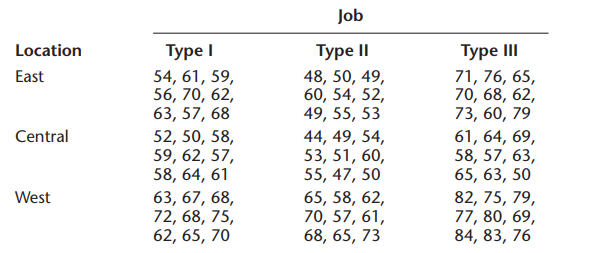 Job
Location Type I Type II Type III
East 54, 61, 59, 48, 50, 49, 71, 76, 65,
56, 70, 62, 60, 54, 52, 70, 68, 62,
63, 57, 68 49, 55, 53 73, 60, 79
Central 52, 50, 58, 44, 49, 54, 61, 64, 69,
59, 62, 57, 53, 51, 60, 58, 57, 63,
58, 64, 61 55, 47, 50 65, 63, 50
West 63, 67, 68, 65, 58, 62, 82, 75, 79,
72, 68, 75, 70, 57, 61, 77, 80, 69,
62, 65, 70 68, 65, 73 84, 83, 76